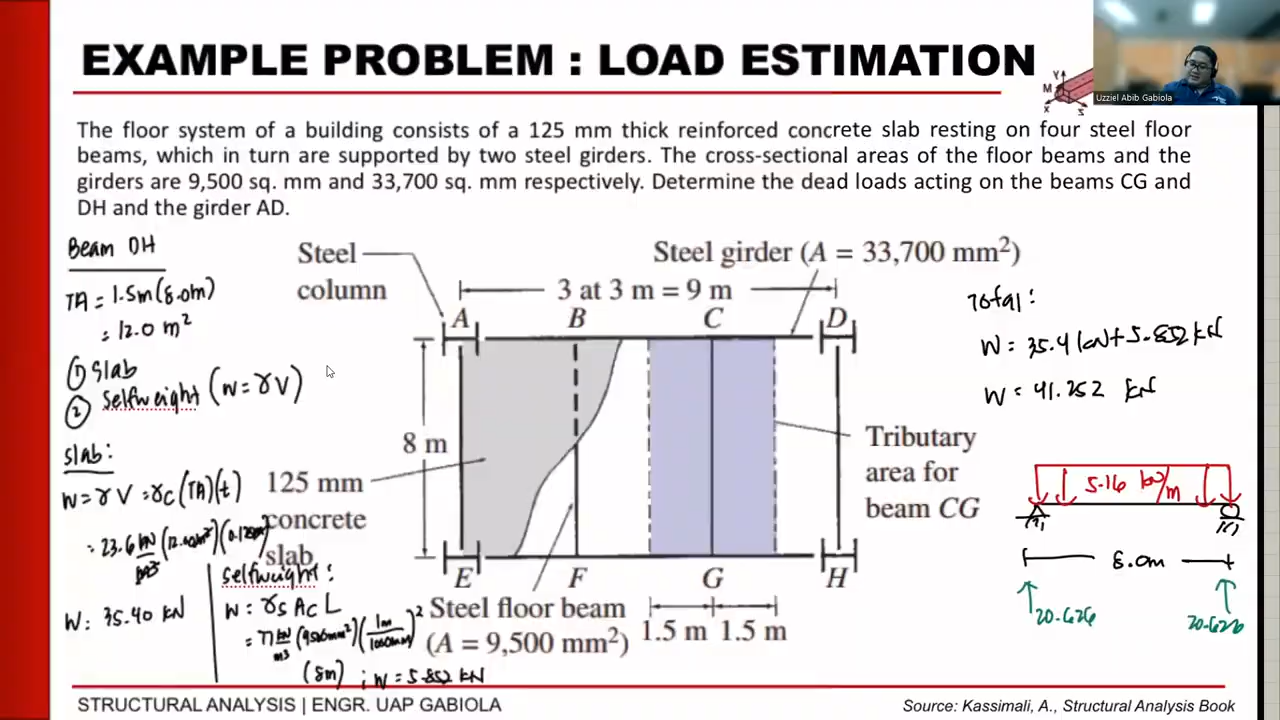 EXAMPLE PROBLEM : LOAD ESTIMATION
Uzziel Abib Gabiola
The floor system of a building consists of a 125 mm thick reinforced concrete slab resting on four steel floor
beams, which in turn are supported by two steel girders. The cross-sectional areas of the floor beams and the
girders are 9,500 sq. mm and 33,700 sq. mm respectively. Determine the dead loads acting on the beams CG and
DH and the girder AD.
Beam DH
TA = 1.5m(8.0m)
= 12.0 m²
① Slab
② Selfweight (W = γV)
Slab:
W = γV = γc (TA)(t)
= 23.6 kN/m3 (12.0m²)(0.125m)
W: 35.40 kN
Selfweight:
W: γs Ac L
= 77 kN/m3 (9500mm²)(1m/1000mm)²
(8m) ; W = 5.852 kN
Steel
column
Steel girder (A = 33,700 mm²)
3 at 3 m = 9 m
A B C D
8 m
125 mm
concrete
slab
Tributary
area for
beam CG
E F G H
Steel floor beam
(A = 9,500 mm²)
1.5 m 1.5 m
Total:
W: 35.4 kN + 5.852 kN
W: 41.252 kN
5.16 kN/m
8.0m
20.626
20.626
STRUCTURAL ANALYSIS | ENGR. UAP GABIOLA
Source: Kassimali, A., Structural Analysis Book